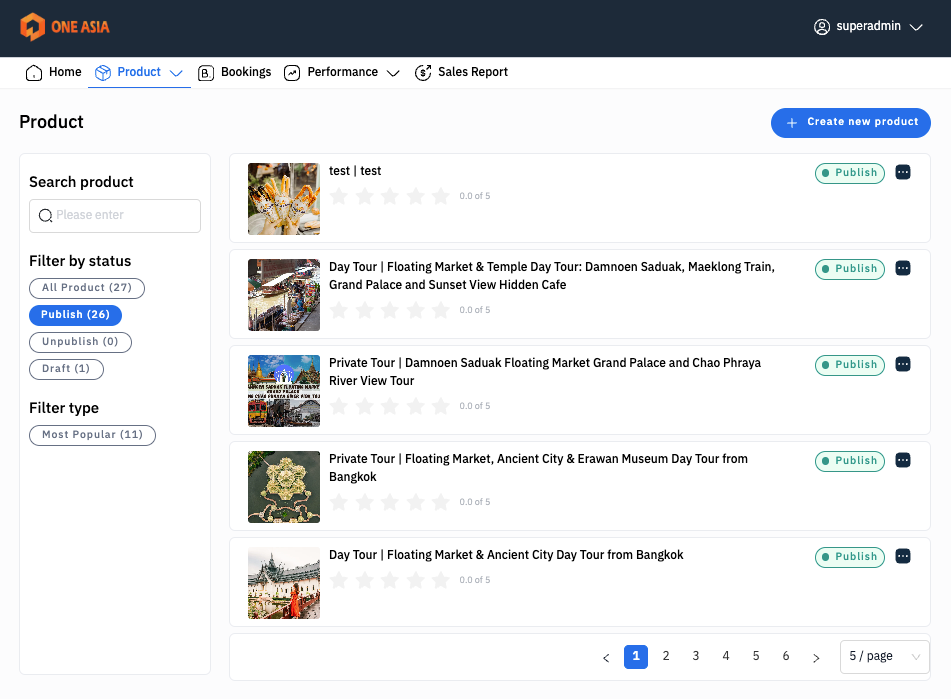 ONE ASIA
superadmin
Home
Product
B.
Bookings
Performance
Sales Report
Product
Create new product
Search product
Please enter
Filter by status
All Product (27)
Publish (26)
Unpublish (0)
Draft (1)
Filter type
Most Popular (11)
test | test
0.0 of 5
Publish
Day Tour | Floating Market & Temple Day Tour: Damnoen Saduak, Maeklong Train,
Grand Palace and Sunset View Hidden Cafe
0.0 of 5
Publish
Private Tour | Damnoen Saduak Floating Market Grand Palace and Chao Phraya
River View Tour
0.0 of 5
Publish
Private Tour | Floating Market, Ancient City & Erawan Museum Day Tour from
Bangkok
0.0 of 5
Publish
Day Tour | Floating Market & Ancient City Day Tour from Bangkok
0.0 of 5
Publish
< 1 2 3 4 5 6 >
5 / page